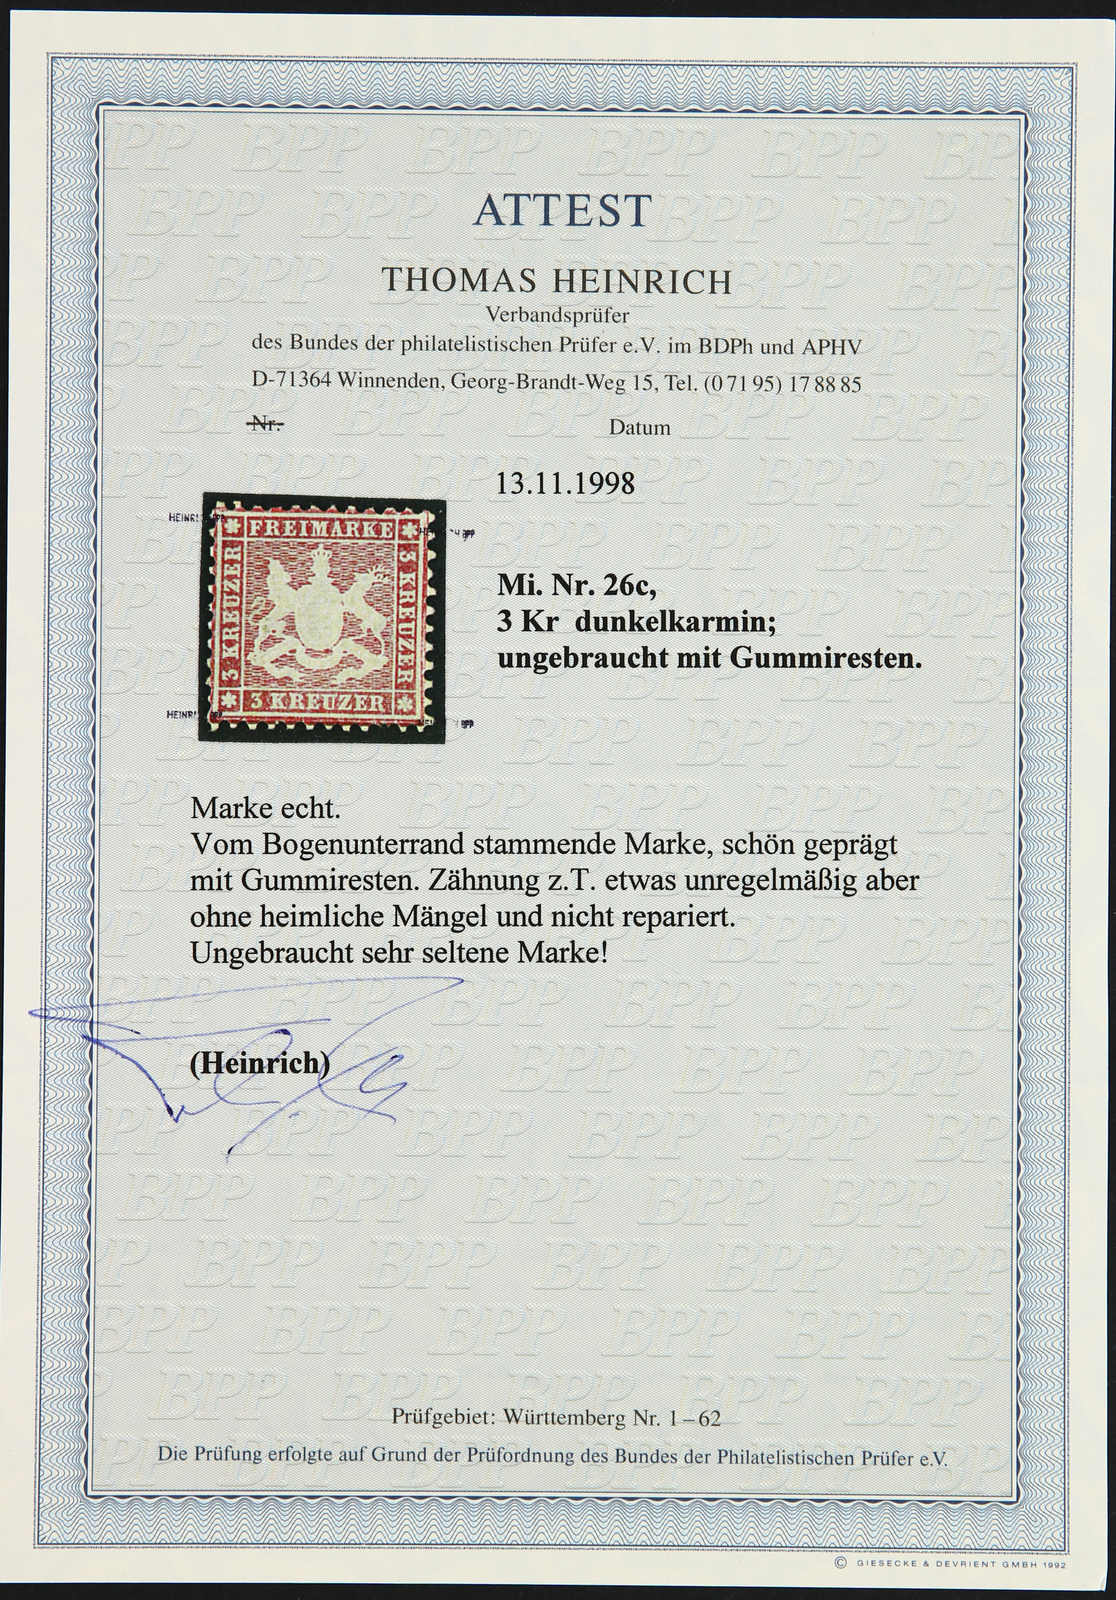 ATTEST
THOMAS HEINRICH
Verbandsprüfer
des Bundes der philatelistischen Prüfer e.V. im BDPh und APHV
D-71364 Winnenden, Georg-Brandt-Weg 15, Tel. (0 71 95) 17 88 85
Nr. Datum
13.11.1998
FREIMARKE
3 KREUZER
3 KREUZER
3 KREUZER
Mi. Nr. 26c,
3 Kr dunkelkarmin;
ungebraucht mit Gummiresten.
Marke echt.
Vom Bogenunterrand stammende Marke, schön geprägt
mit Gummiresten. Zähnung z.T. etwas unregelmäßig aber
ohne heimliche Mängel und nicht repariert.
Ungebraucht sehr seltene Marke!
(Heinrich)
Prüfgebiet: Württemberg Nr. 1–62
Die Prüfung erfolgte auf Grund der Prüfordnung des Bundes der Philatelistischen Prüfer e.V.
© GIESECKE & DEVRIENT GMBH 1992